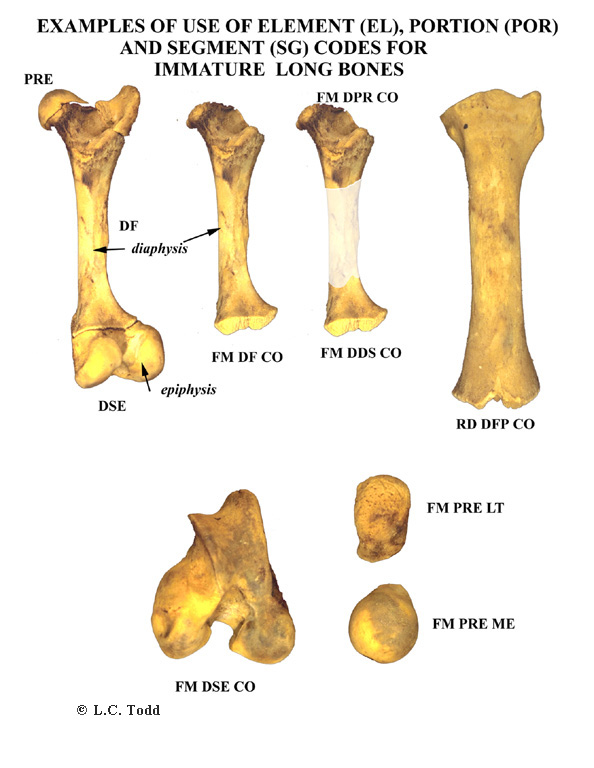 EXAMPLES OF USE OF ELEMENT (EL), PORTION (POR)
AND SEGMENT (SG) CODES FOR
IMMATURE LONG BONES
PRE
FM DPR CO
DF
diaphysis
FM DF CO
FM DDS CO
epiphysis
DSE
RD DFP CO
FM PRE LT
FM PRE ME
FM DSE CO
© L.C. Todd